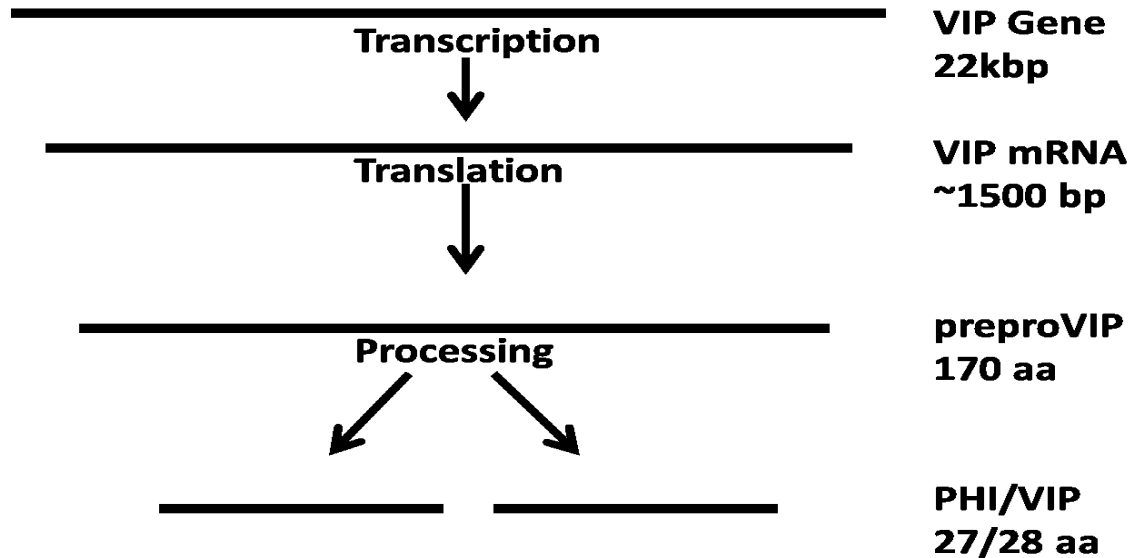 VIP Gene
22kbp
Transcription
VIP mRNA
~1500 bp
Translation
preproVIP
170 aa
Processing
PHI/VIP
27/28 aa